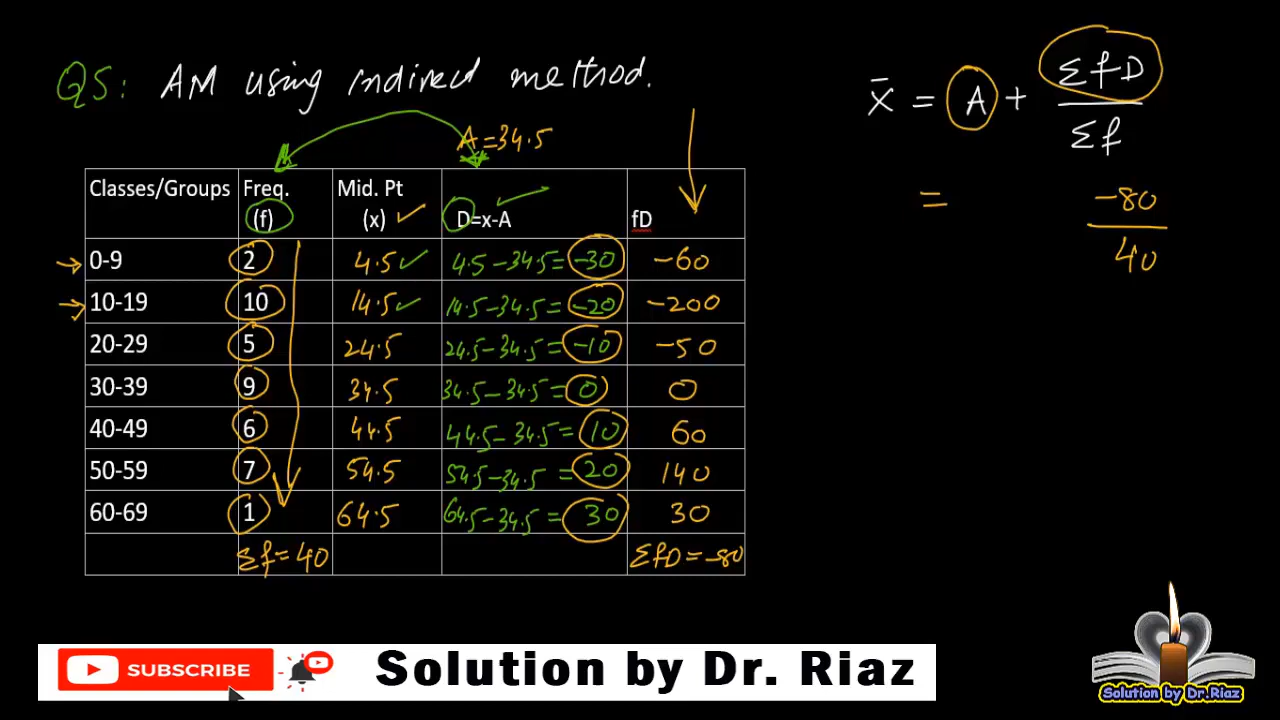 Q5: AM using indirect method.
x̄ = A + ΣfD / Σf
A=34.5
Classes/Groups Freq. (f) Mid. Pt (x) D=x-A fD
= -80 / 40
0-9 2 4.5 4.5-34.5= -30 -60
10-19 10 14.5 14.5-34.5= -20 -200
20-29 5 24.5 24.5-34.5= -10 -50
30-39 9 34.5 34.5-34.5= 0 0
40-49 6 44.5 44.5-34.5= 10 60
50-59 7 54.5 54.5-34.5= 20 140
60-69 1 64.5 64.5-34.5= 30 30
Σf=40 ΣfD=-80
SUBSCRIBE Solution by Dr. Riaz
Solution by Dr.Riaz